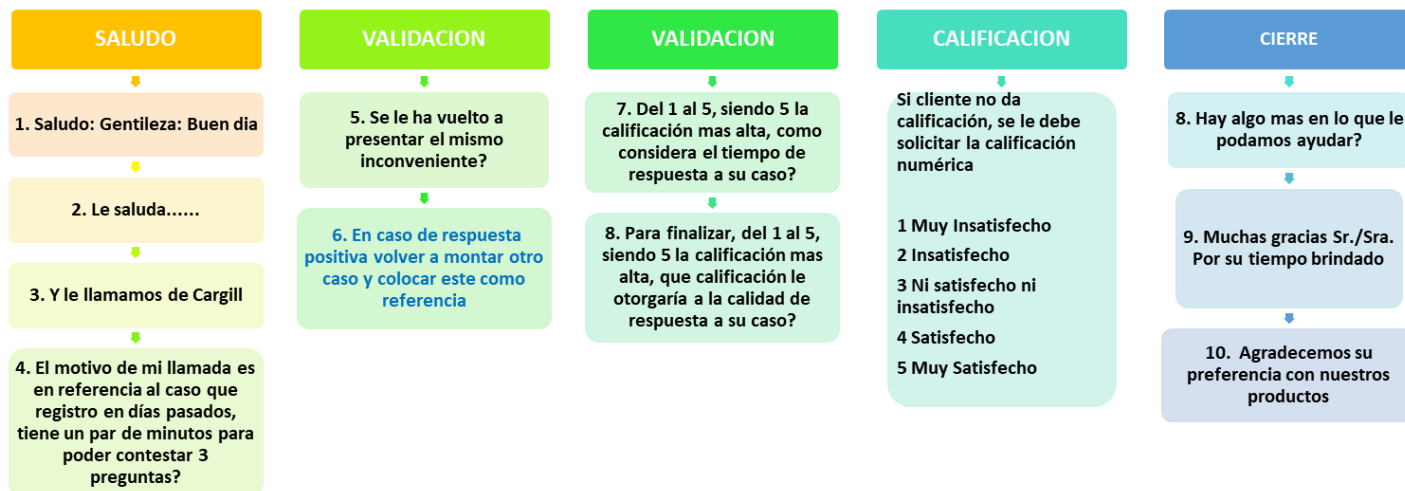 SALUDO
1. Saludo: Gentileza: Buen dia
2. Le saluda......
3. Y le llamamos de Cargill
4. El motivo de mi llamada es
en referencia al caso que
registro en días pasados,
tiene un par de minutos para
poder contestar 3
preguntas?
VALIDACION
5. Se le ha vuelto a
presentar el mismo
inconveniente?
6. En caso de respuesta
positiva volver a montar otro
caso y colocar este como
referencia
VALIDACION
7. Del 1 al 5, siendo 5 la
calificación mas alta, como
considera el tiempo de
respuesta a su caso?
8. Para finalizar, del 1 al 5,
siendo 5 la calificación mas
alta, que calificación le
otorgaría a la calidad de
respuesta a su caso?
CALIFICACION
Si cliente no da
calificación, se le debe
solicitar la calificación
numérica
1 Muy Insatisfecho
2 Insatisfecho
3 Ni satisfecho ni
insatisfecho
4 Satisfecho
5 Muy Satisfecho
CIERRE
8. Hay algo mas en lo que le
podamos ayudar?
9. Muchas gracias Sr./Sra.
Por su tiempo brindado
10. Agradecemos su
preferencia con nuestros
productos